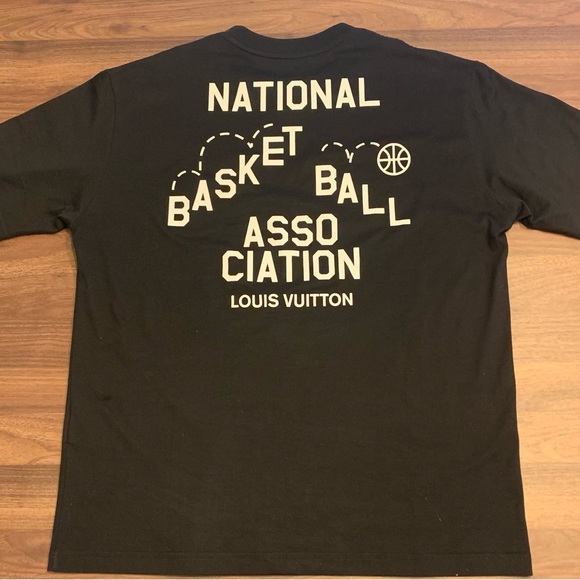 NATIONAL
BASKET BALL
ASSO
CIATION
LOUIS VUITTON